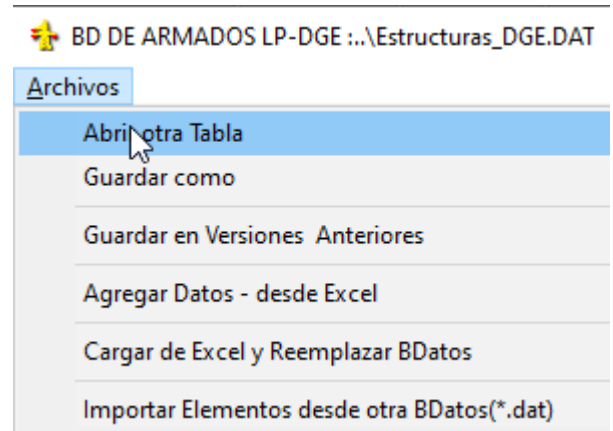 BD DE ARMADOS LP-DGE :..\Estructuras_DGE.DAT
Archivos
Abrir otra Tabla
Guardar como
Guardar en Versiones  Anteriores
Agregar Datos - desde Excel
Cargar de Excel y Reemplazar BDatos
Importar Elementos desde otra BDatos(*.dat)